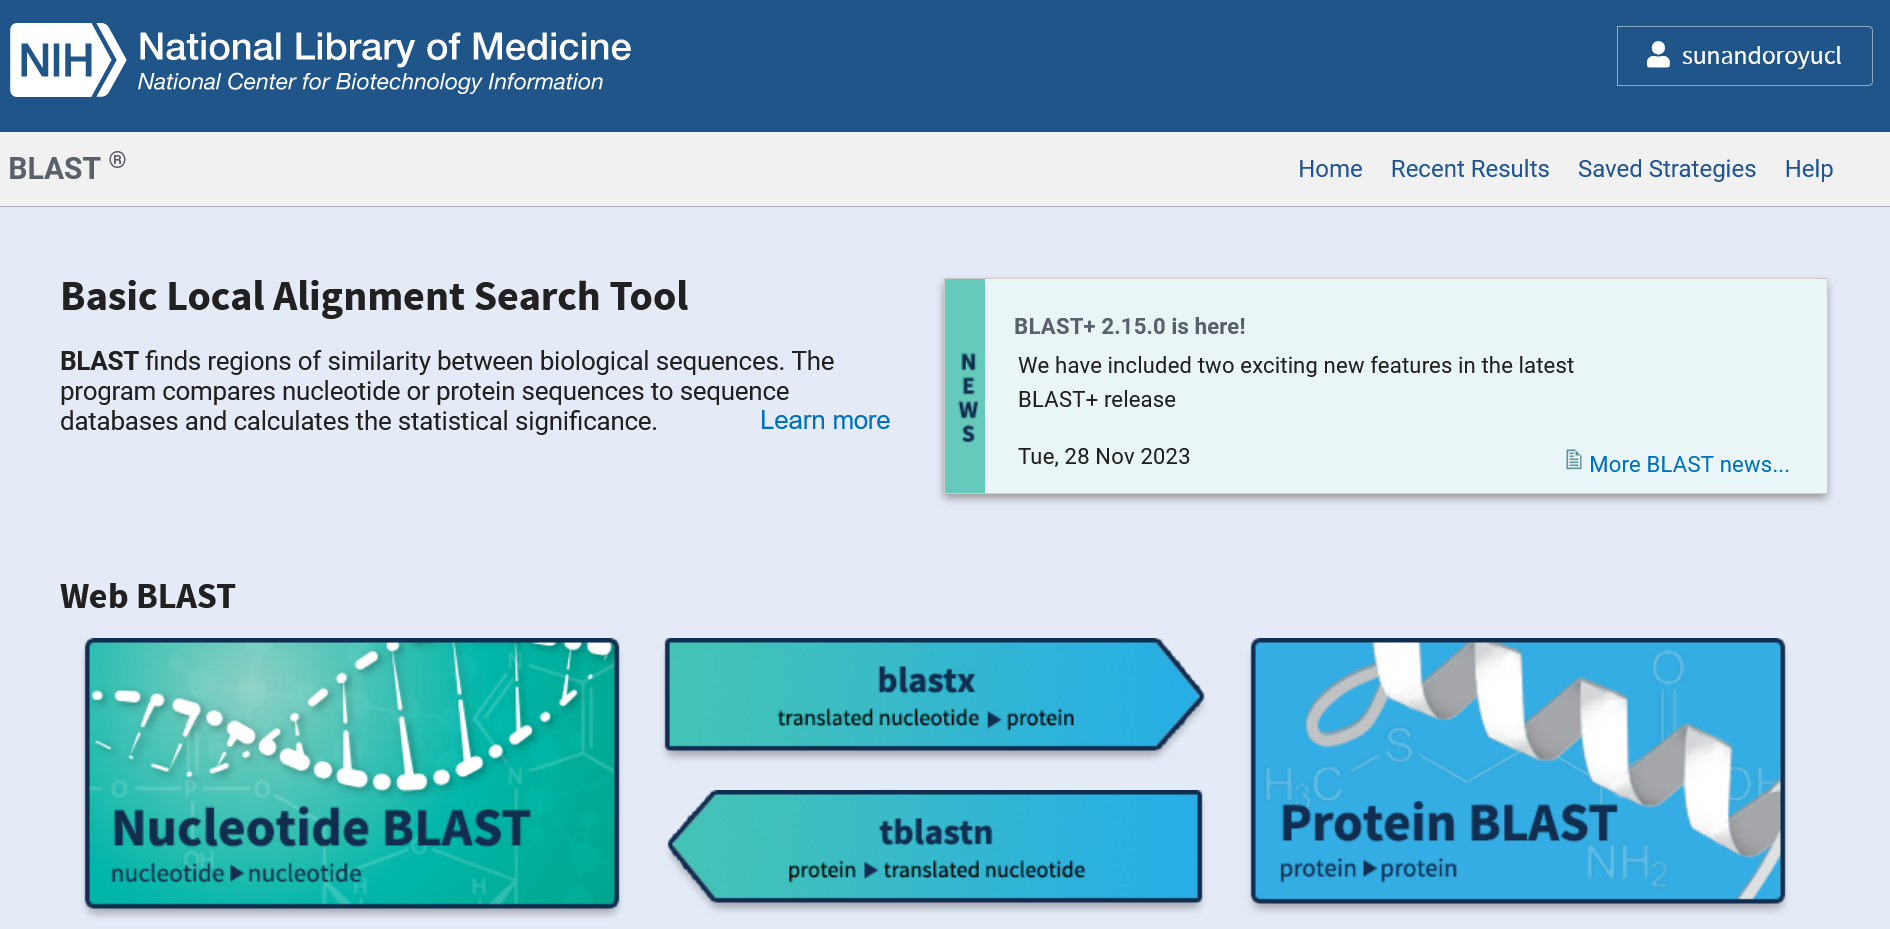 NIH National Library of Medicine
National Center for Biotechnology Information
sunandoroyucl
BLAST ®
Home Recent Results Saved Strategies Help
Basic Local Alignment Search Tool
BLAST finds regions of similarity between biological sequences. The
program compares nucleotide or protein sequences to sequence
databases and calculates the statistical significance. Learn more
NEWS
BLAST+ 2.15.0 is here!
We have included two exciting new features in the latest
BLAST+ release
Tue, 28 Nov 2023
More BLAST news...
Web BLAST
O P O N N OH O H H
Nucleotide BLAST
nucleotide ▶ nucleotide
blastx
translated nucleotide ▶ protein
tblastn
protein ▶ translated nucleotide
O S H₃C OH NH₂
Protein BLAST
protein ▶ protein